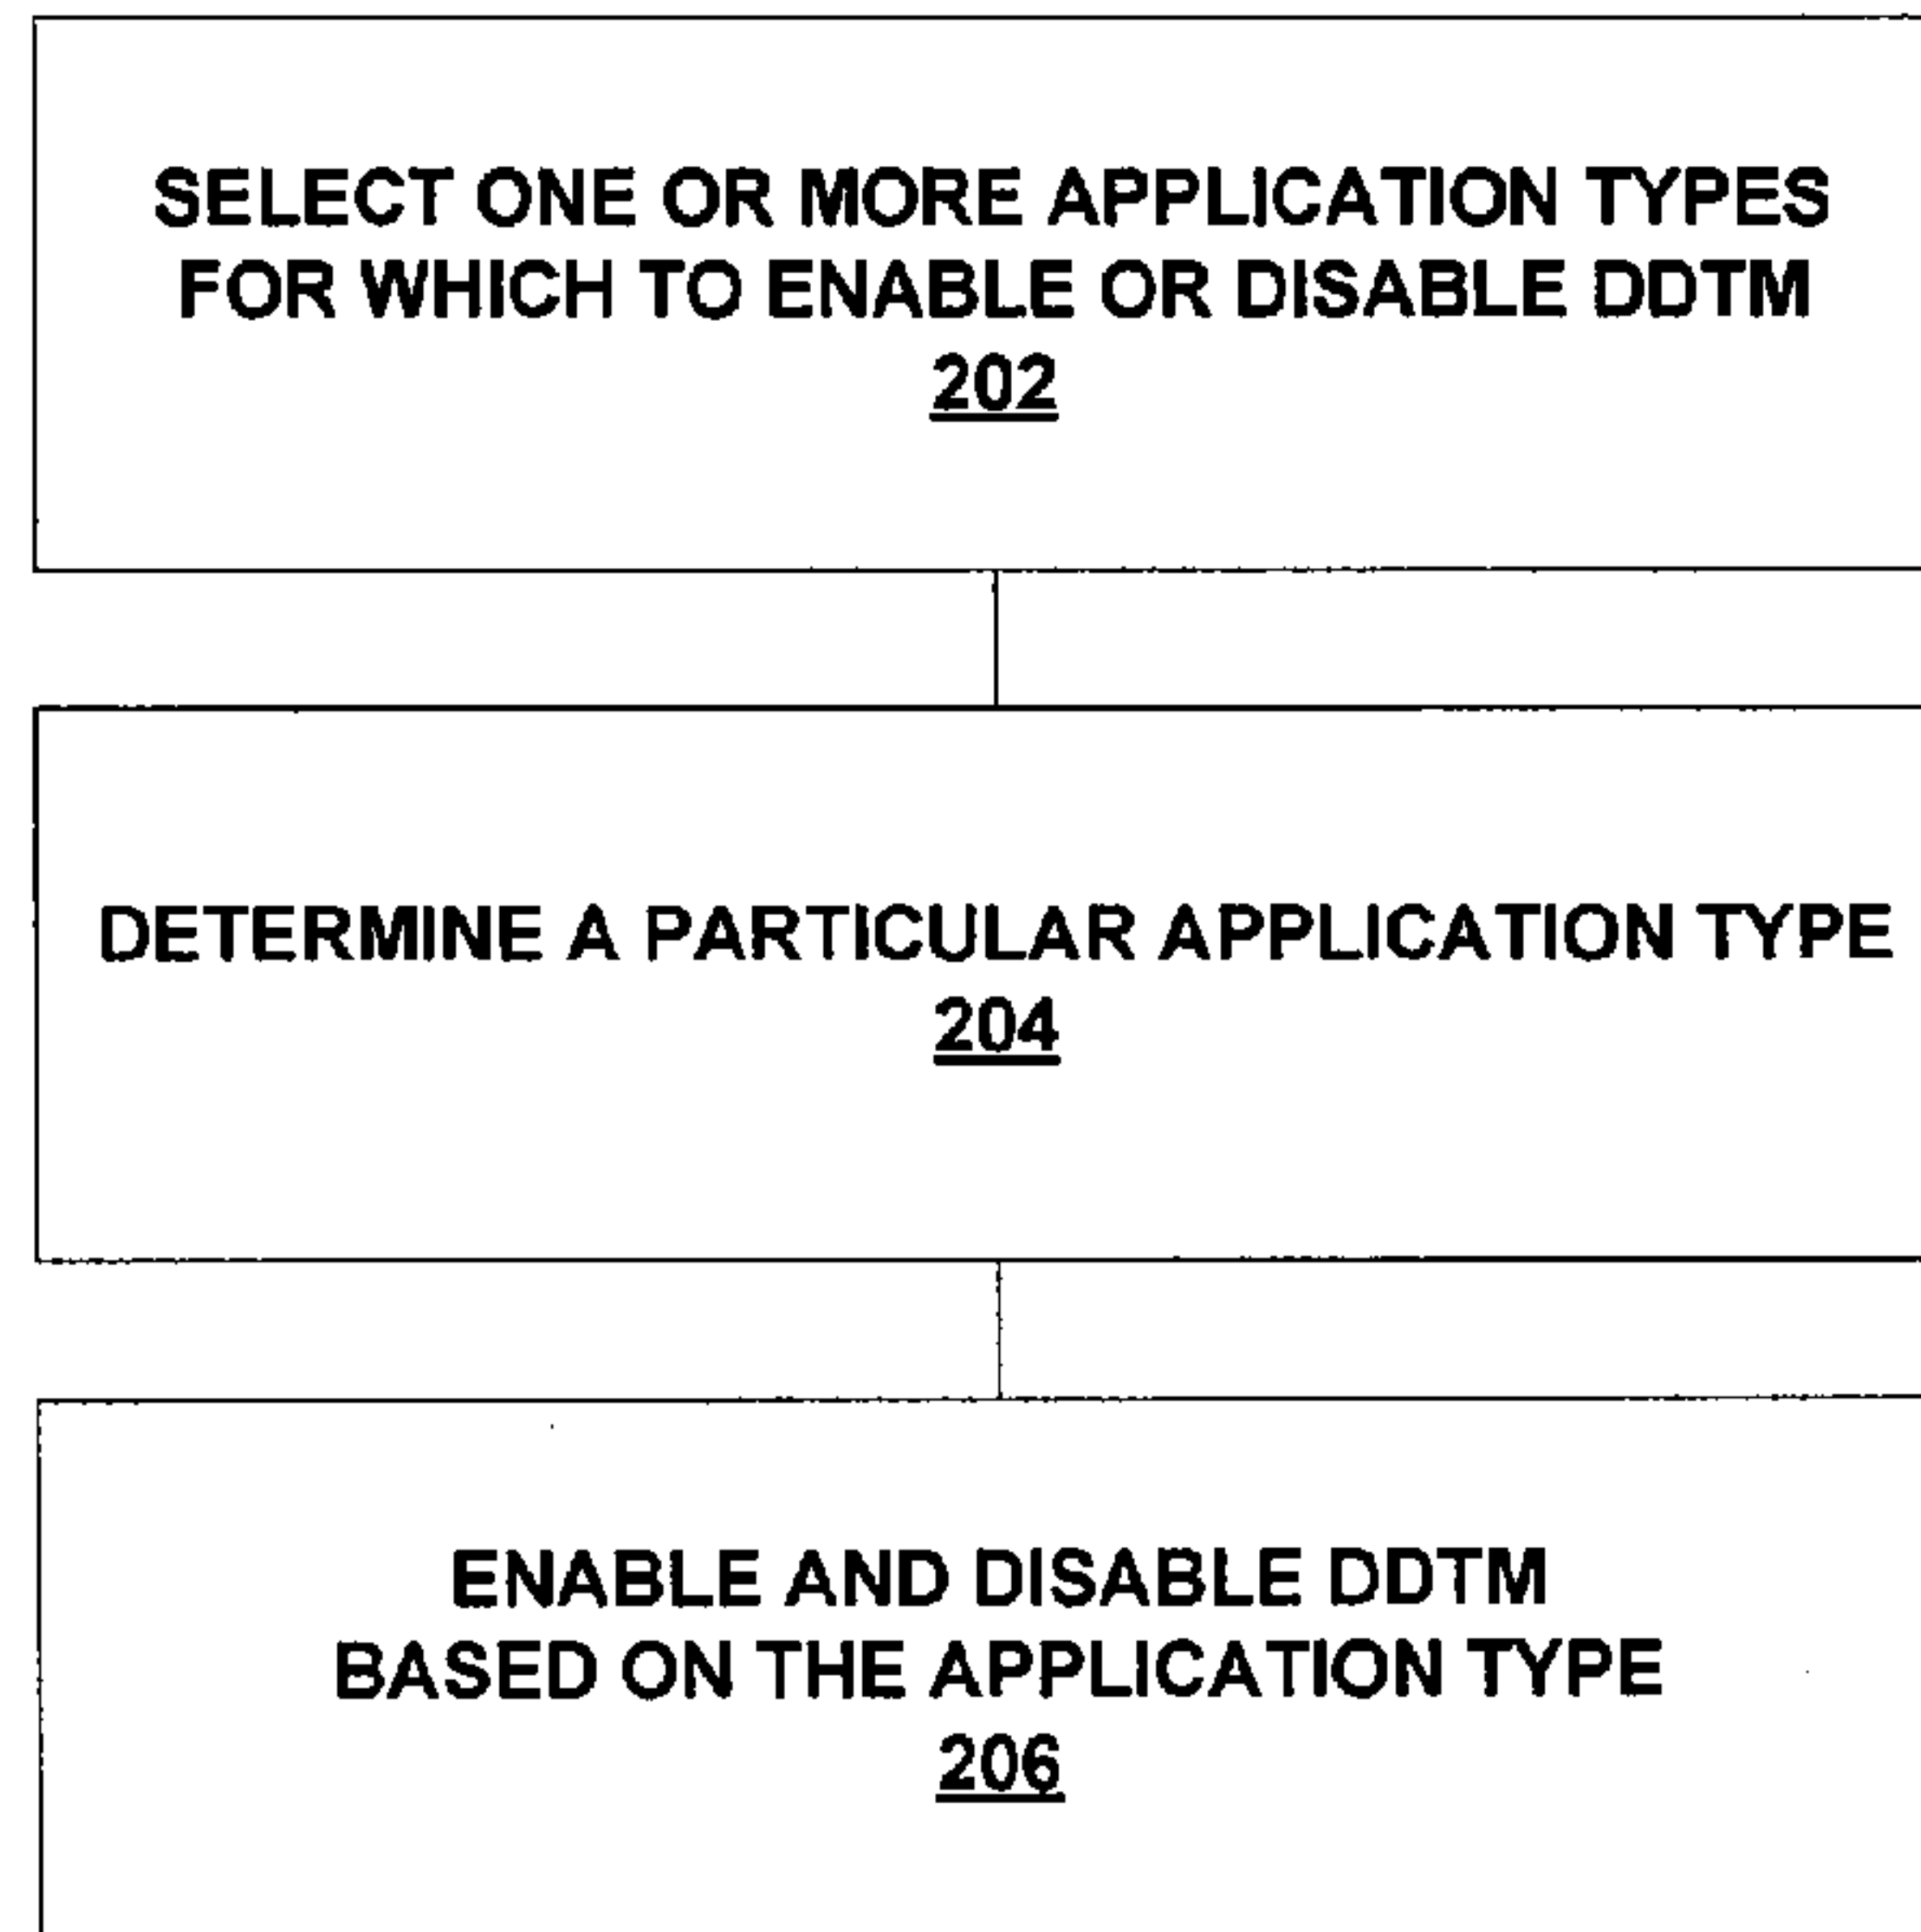 SELECT ONE OR MORE APPLICATION TYPES
FOR WHICH TO ENABLE OR DISABLE DDTM
202
DETERMINE A PARTICULAR APPLICATION TYPE
204
ENABLE AND DISABLE DDTM
BASED ON THE APPLICATION TYPE
206